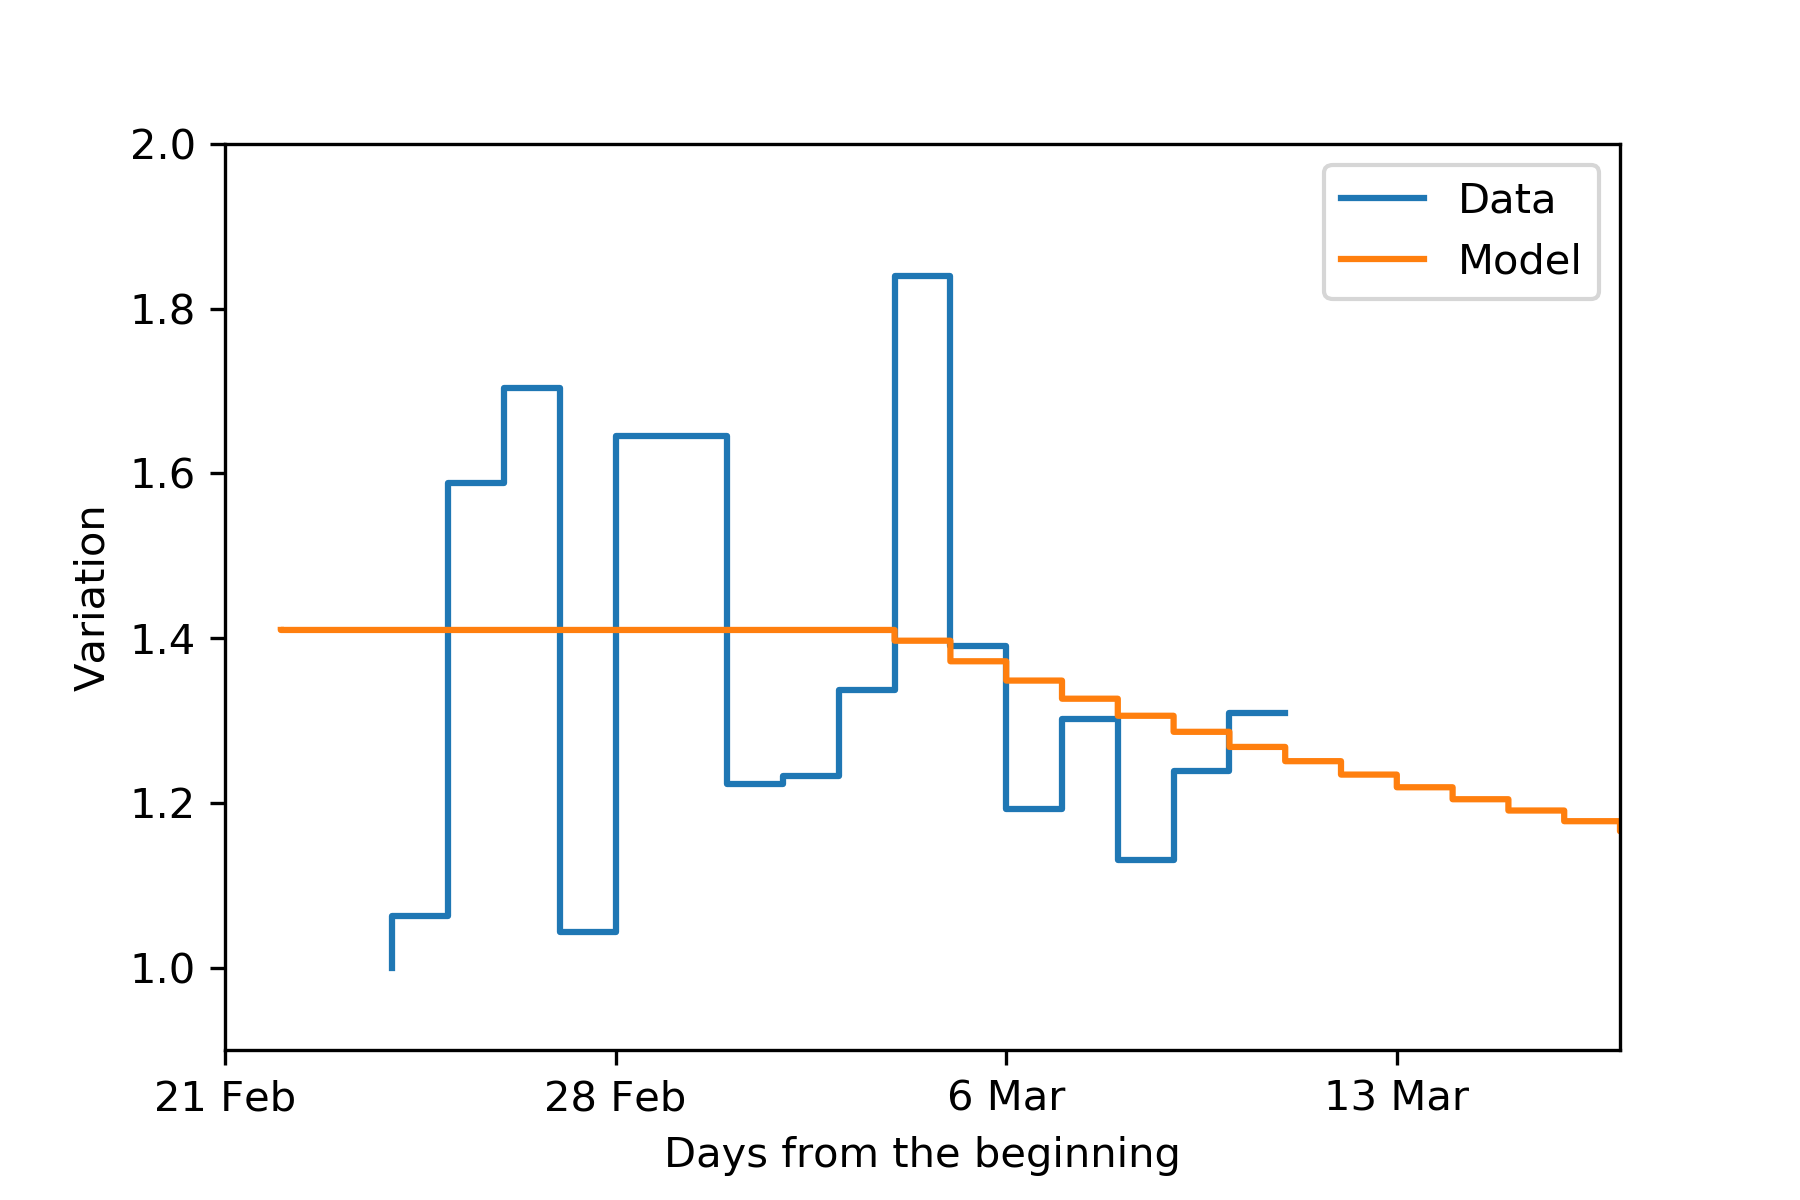 2.0
1.8
1.6
1.4
1.2
1.0
Variation
Data
Model
21 Feb
28 Feb
6 Mar
13 Mar
Days from the beginning